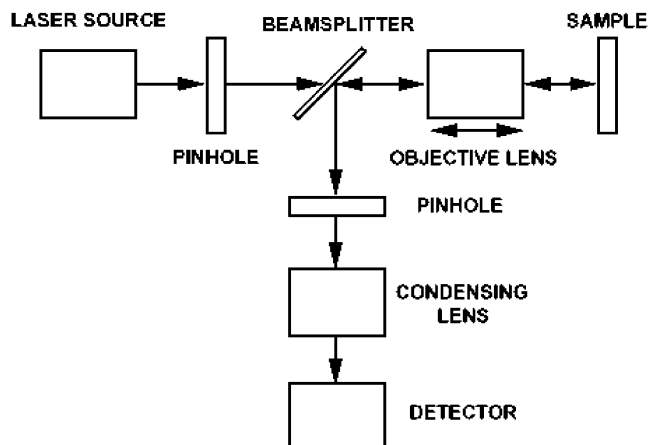 LASER SOURCE
BEAMSPLITTER
SAMPLE
PINHOLE
OBJECTIVE LENS
PINHOLE
CONDENSING
LENS
DETECTOR